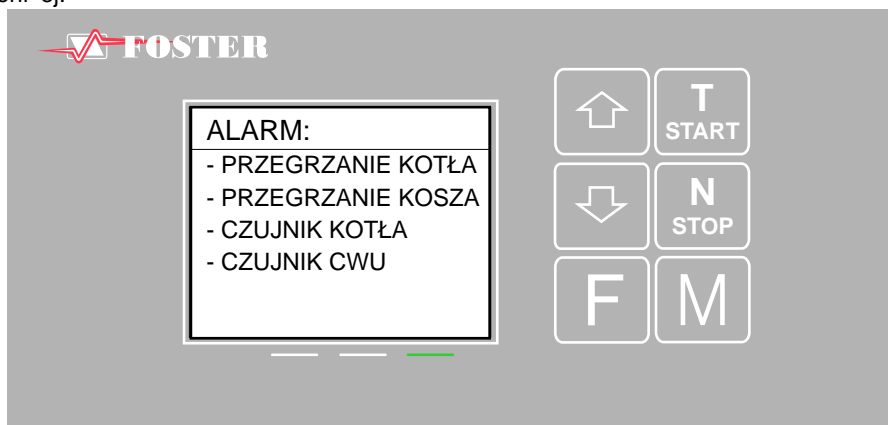 FOSTER
ALARM:
- PRZEGRZANIE KOTŁA
- PRZEGRZANIE KOSZA
- CZUJNIK KOTŁA
- CZUJNIK CWU
T
START
N
STOP
F
M